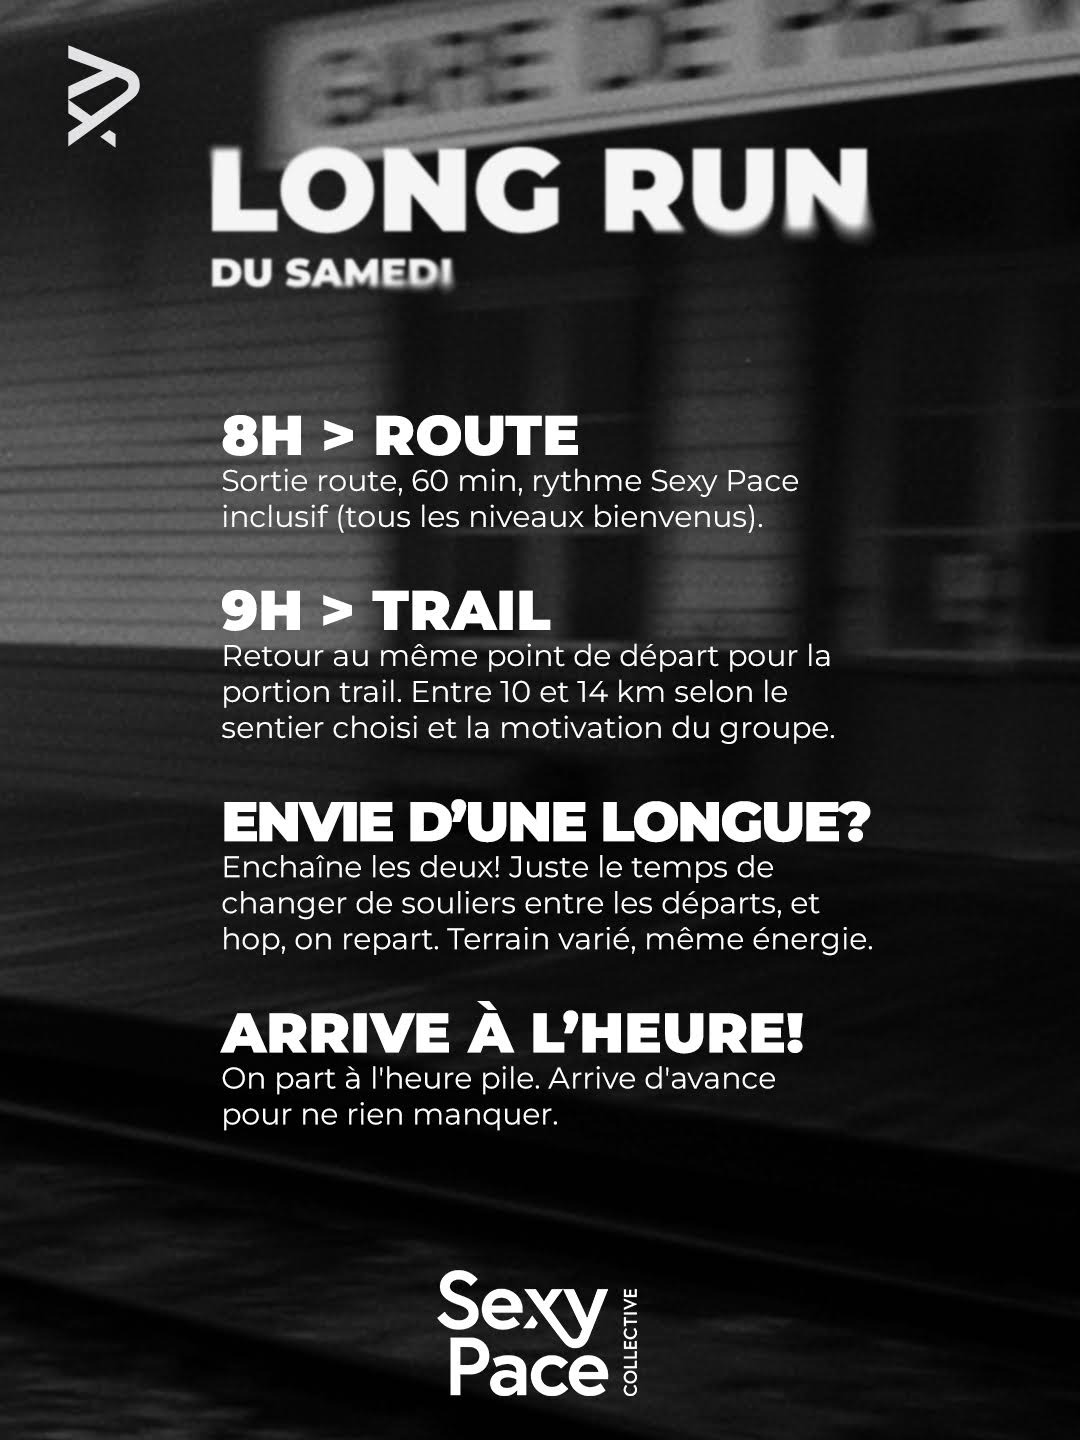 LONG RUN
DU SAMEDI
8H > ROUTE
Sortie route, 60 min, rythme Sexy Pace
inclusif (tous les niveaux bienvenus).
9H > TRAIL
Retour au même point de départ pour la
portion trail. Entre 10 et 14 km selon le
sentier choisi et la motivation du groupe.
ENVIE D’UNE LONGUE?
Enchaîne les deux! Juste le temps de
changer de souliers entre les départs, et
hop, on repart. Terrain varié, même énergie.
ARRIVE À L’HEURE!
On part à l'heure pile. Arrive d'avance
pour ne rien manquer.
Sexy
Pace
COLLECTIVE